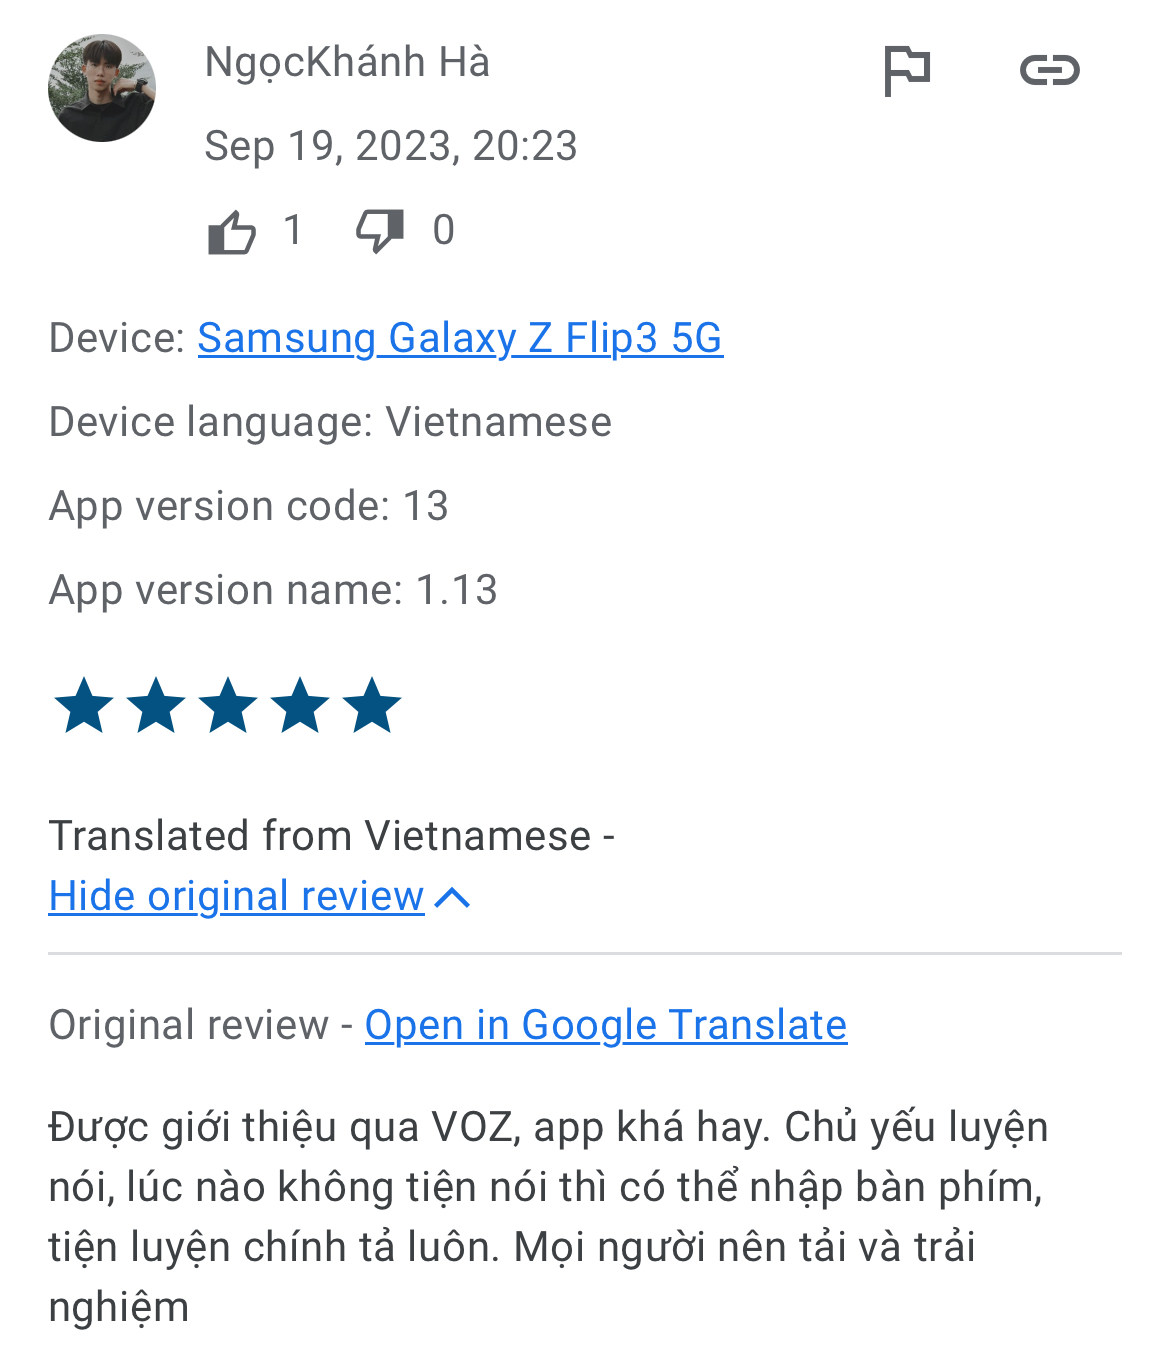 NgọcKhánh Hà
Sep 19, 2023, 20:23
1 0
Device: Samsung Galaxy Z Flip3 5G
Device language: Vietnamese
App version code: 13
App version name: 1.13
Translated from Vietnamese -
Hide original review
Original review - Open in Google Translate
Được giới thiệu qua VOZ, app khá hay. Chủ yếu luyện
nói, lúc nào không tiện nói thì có thể nhập bàn phím,
tiện luyện chính tả luôn. Mọi người nên tải và trải
nghiệm